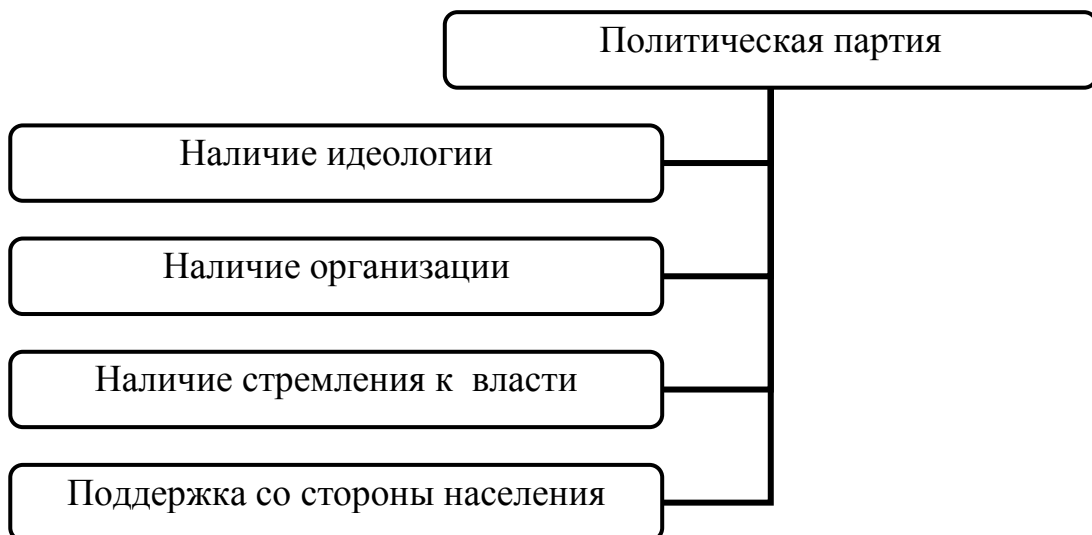 Политическая партия
Наличие идеологии
Наличие организации
Наличие стремления к власти
Поддержка со стороны населения